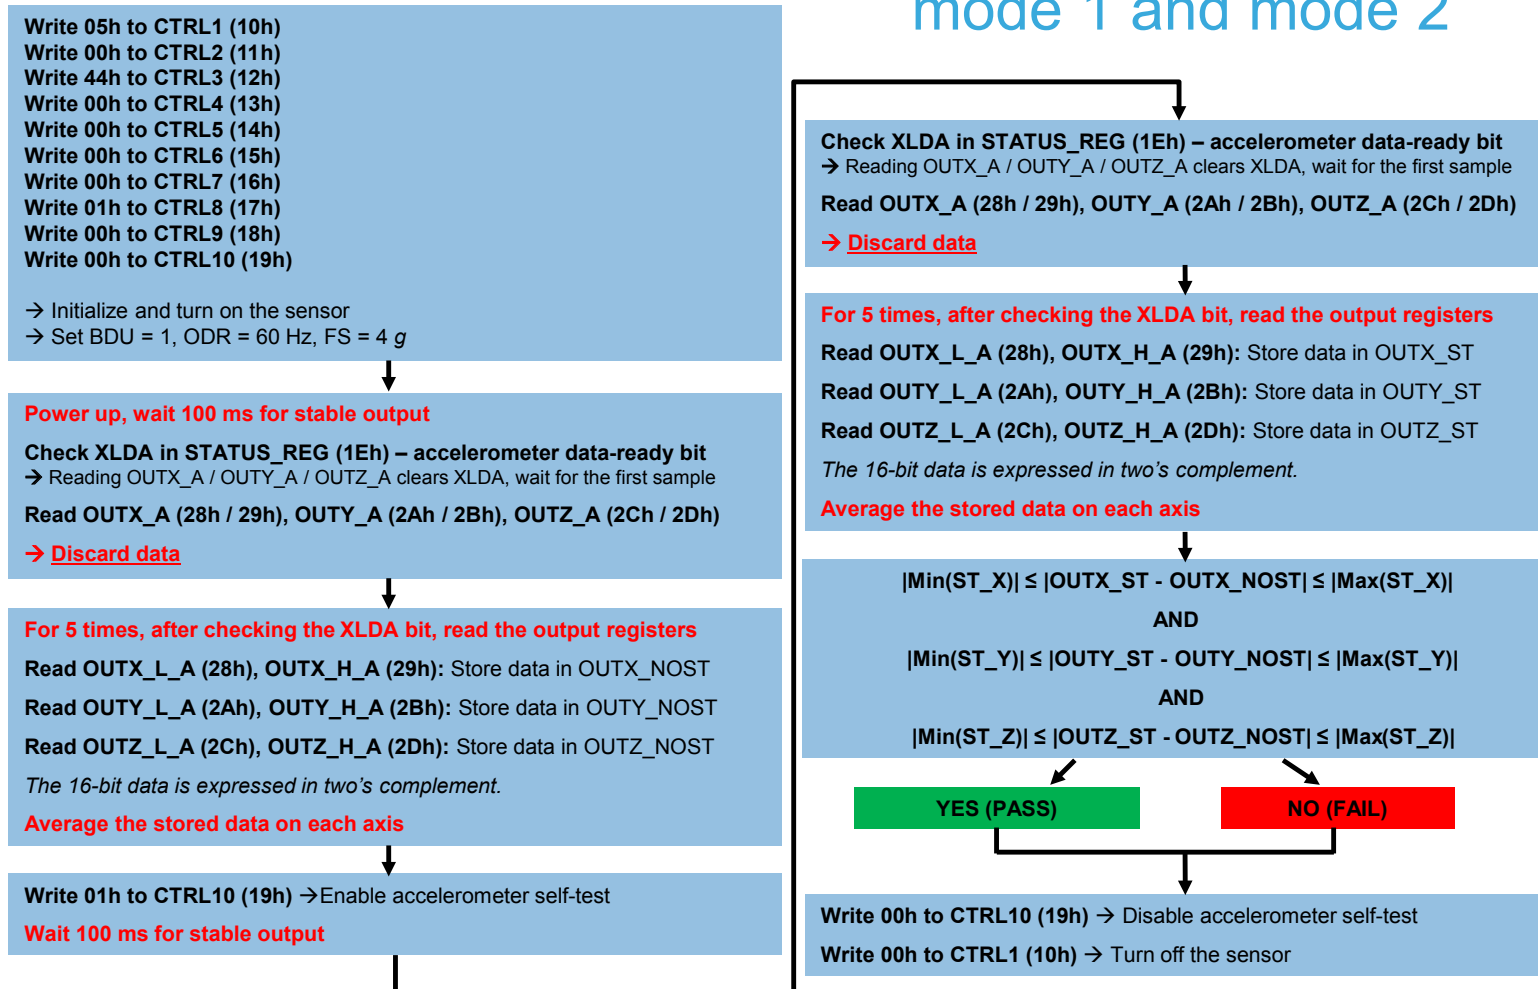 mode 1 and mode 2
Write 05h to CTRL1 (10h)
Write 00h to CTRL2 (11h)
Write 44h to CTRL3 (12h)
Write 00h to CTRL4 (13h)
Write 00h to CTRL5 (14h)
Write 00h to CTRL6 (15h)
Write 00h to CTRL7 (16h)
Write 01h to CTRL8 (17h)
Write 00h to CTRL9 (18h)
Write 00h to CTRL10 (19h)
→ Initialize and turn on the sensor
→ Set BDU = 1, ODR = 60 Hz, FS = 4 g
Power up, wait 100 ms for stable output
Check XLDA in STATUS_REG (1Eh) – accelerometer data-ready bit
→ Reading OUTX_A / OUTY_A / OUTZ_A clears XLDA, wait for the first sample
Read OUTX_A (28h / 29h), OUTY_A (2Ah / 2Bh), OUTZ_A (2Ch / 2Dh)
→ Discard data
For 5 times, after checking the XLDA bit, read the output registers
Read OUTX_L_A (28h), OUTX_H_A (29h): Store data in OUTX_NOST
Read OUTY_L_A (2Ah), OUTY_H_A (2Bh): Store data in OUTY_NOST
Read OUTZ_L_A (2Ch), OUTZ_H_A (2Dh): Store data in OUTZ_NOST
The 16-bit data is expressed in two's complement.
Average the stored data on each axis
Write 01h to CTRL10 (19h) →Enable accelerometer self-test
Wait 100 ms for stable output
Check XLDA in STATUS_REG (1Eh) – accelerometer data-ready bit
→ Reading OUTX_A / OUTY_A / OUTZ_A clears XLDA, wait for the first sample
Read OUTX_A (28h / 29h), OUTY_A (2Ah / 2Bh), OUTZ_A (2Ch / 2Dh)
→ Discard data
For 5 times, after checking the XLDA bit, read the output registers
Read OUTX_L_A (28h), OUTX_H_A (29h): Store data in OUTX_ST
Read OUTY_L_A (2Ah), OUTY_H_A (2Bh): Store data in OUTY_ST
Read OUTZ_L_A (2Ch), OUTZ_H_A (2Dh): Store data in OUTZ_ST
The 16-bit data is expressed in two's complement.
Average the stored data on each axis
|Min(ST_X)| ≤ |OUTX_ST - OUTX_NOST| ≤ |Max(ST_X)|
AND
|Min(ST_Y)| ≤ |OUTY_ST - OUTY_NOST| ≤ |Max(ST_Y)|
AND
|Min(ST_Z)| ≤ |OUTZ_ST - OUTZ_NOST| ≤ |Max(ST_Z)|
YES (PASS)
NO (FAIL)
Write 00h to CTRL10 (19h) → Disable accelerometer self-test
Write 00h to CTRL1 (10h) → Turn off the sensor